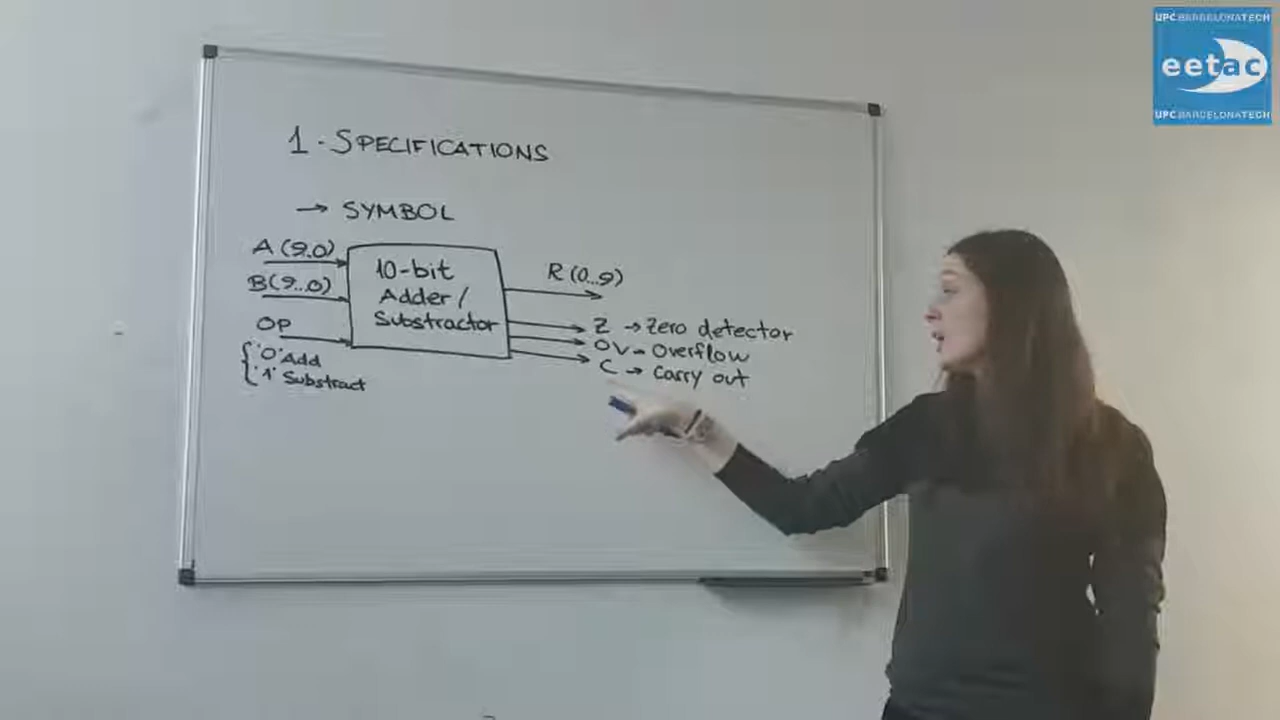 UPC BARCELONATECH
eetac
UPC BARCELONATECH
1. SPECIFICATIONS
→ SYMBOL
A (9.0)
B(9..0)
OP
{ '0' Add
'1' Substract
10-bit
Adder /
Substractor
R (0..9)
Z → Zero detector
OV → Overflow
C → Carry out